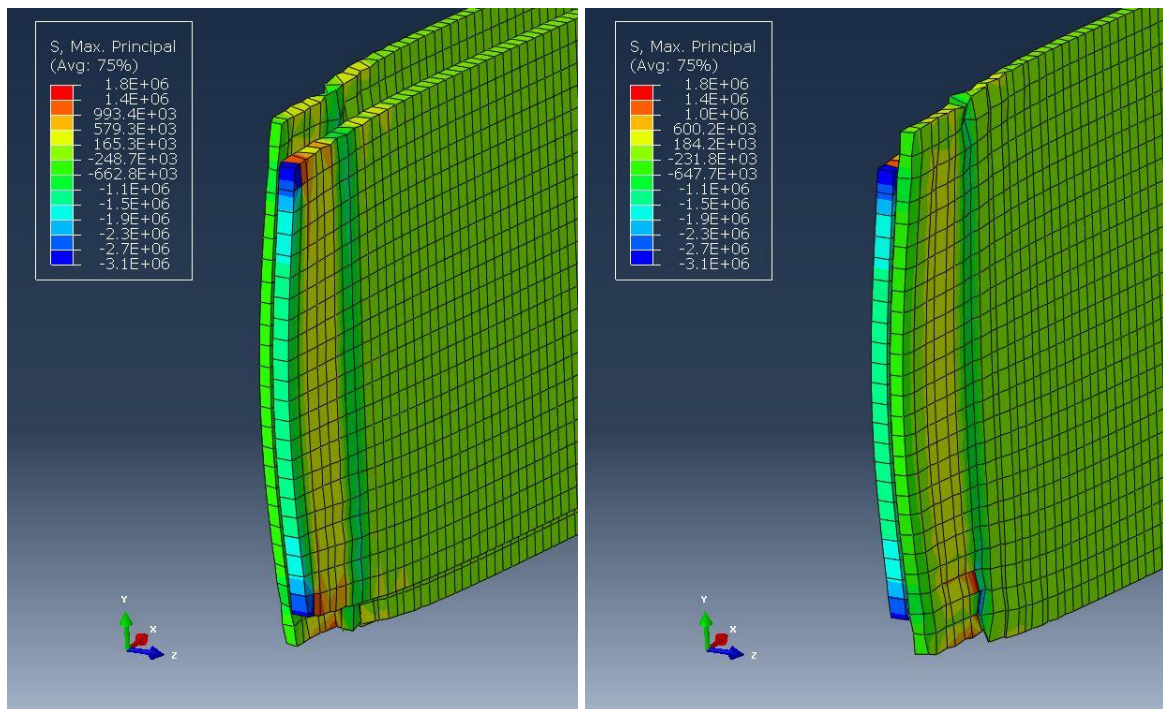 S, Max. Principal
(Avg: 75%)
1.8E+06
1.4E+06
993.4E+03
579.3E+03
165.3E+03
-248.7E+03
-662.8E+03
-1.1E+06
-1.5E+06
-1.9E+06
-2.3E+06
-2.7E+06
-3.1E+06
Y
X
Z
S, Max. Principal
(Avg: 75%)
1.8E+06
1.4E+06
1.0E+06
600.2E+03
184.2E+03
-231.8E+03
-647.7E+03
-1.1E+06
-1.5E+06
-1.9E+06
-2.3E+06
-2.7E+06
-3.1E+06
Y
X
Z